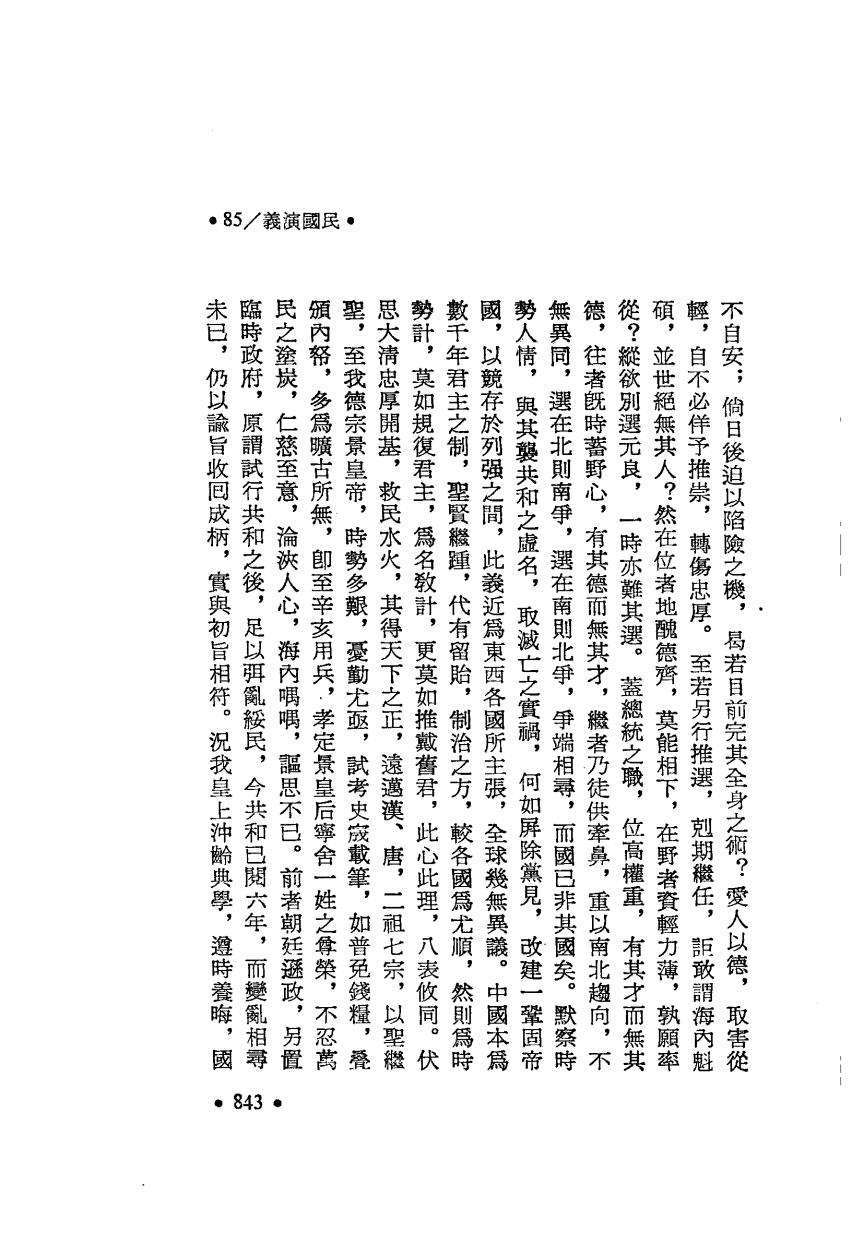 •85／義演國民•
不自安；倘日後迫以陷險之機，曷若目前完其全身之術？愛人以德，取害從
輕，自不必佯予推崇，轉傷忠厚。至若另行推選，剋期繼任，詎敢謂海內魁
碩，並世絕無其人？然在位者地醜德齊，莫能相下，在野者資輕力薄，孰願率
從？縱欲別選元良，一時亦難其選。蓋總統之職，位高權重，有其才而無其
德，往者旣時蓄野心，有其德而無其才，繼者乃徒供牽鼻，重以南北趨向，不
無異同，選在北則南爭，選在南則北爭，爭端相尋，而國已非其國矣。默察時
勢人情，與其襲共和之虛名，取滅亡之實禍，何如屏除黨見，改建一鞏固帝
國，以競存於列强之間，此義近爲東西各國所主張，全球幾無異議。中國本爲
數千年君主之制，聖賢繼踵，代有留貽，制治之方，較各國爲尤順，然則爲時
勢計，莫如規復君主，爲名敎計，更莫如推戴舊君，此心此理，八表攸同。伏
思大清忠厚開基，救民水火，其得天下之正，遠邁漢、唐，二祖七宗，以聖繼
聖，至我德宗景皇帝，時勢多艱，憂勤尤亟，試考史宬載筆，如普免錢糧，疊
頒內帑，多爲曠古所無，卽至辛亥用兵，孝定景皇后寧舍一姓之尊榮，不忍萬
民之塗炭，仁慈至意，淪浹人心，海內喁喁，謳思不已。前者朝廷遜政，另置
臨時政府，原謂試行共和之後，足以弭亂綏民，今共和已閱六年，而變亂相尋
未已，仍以諭旨收回成柄，實與初旨相符。況我皇上沖齡典學，遵時養晦，國
•843•